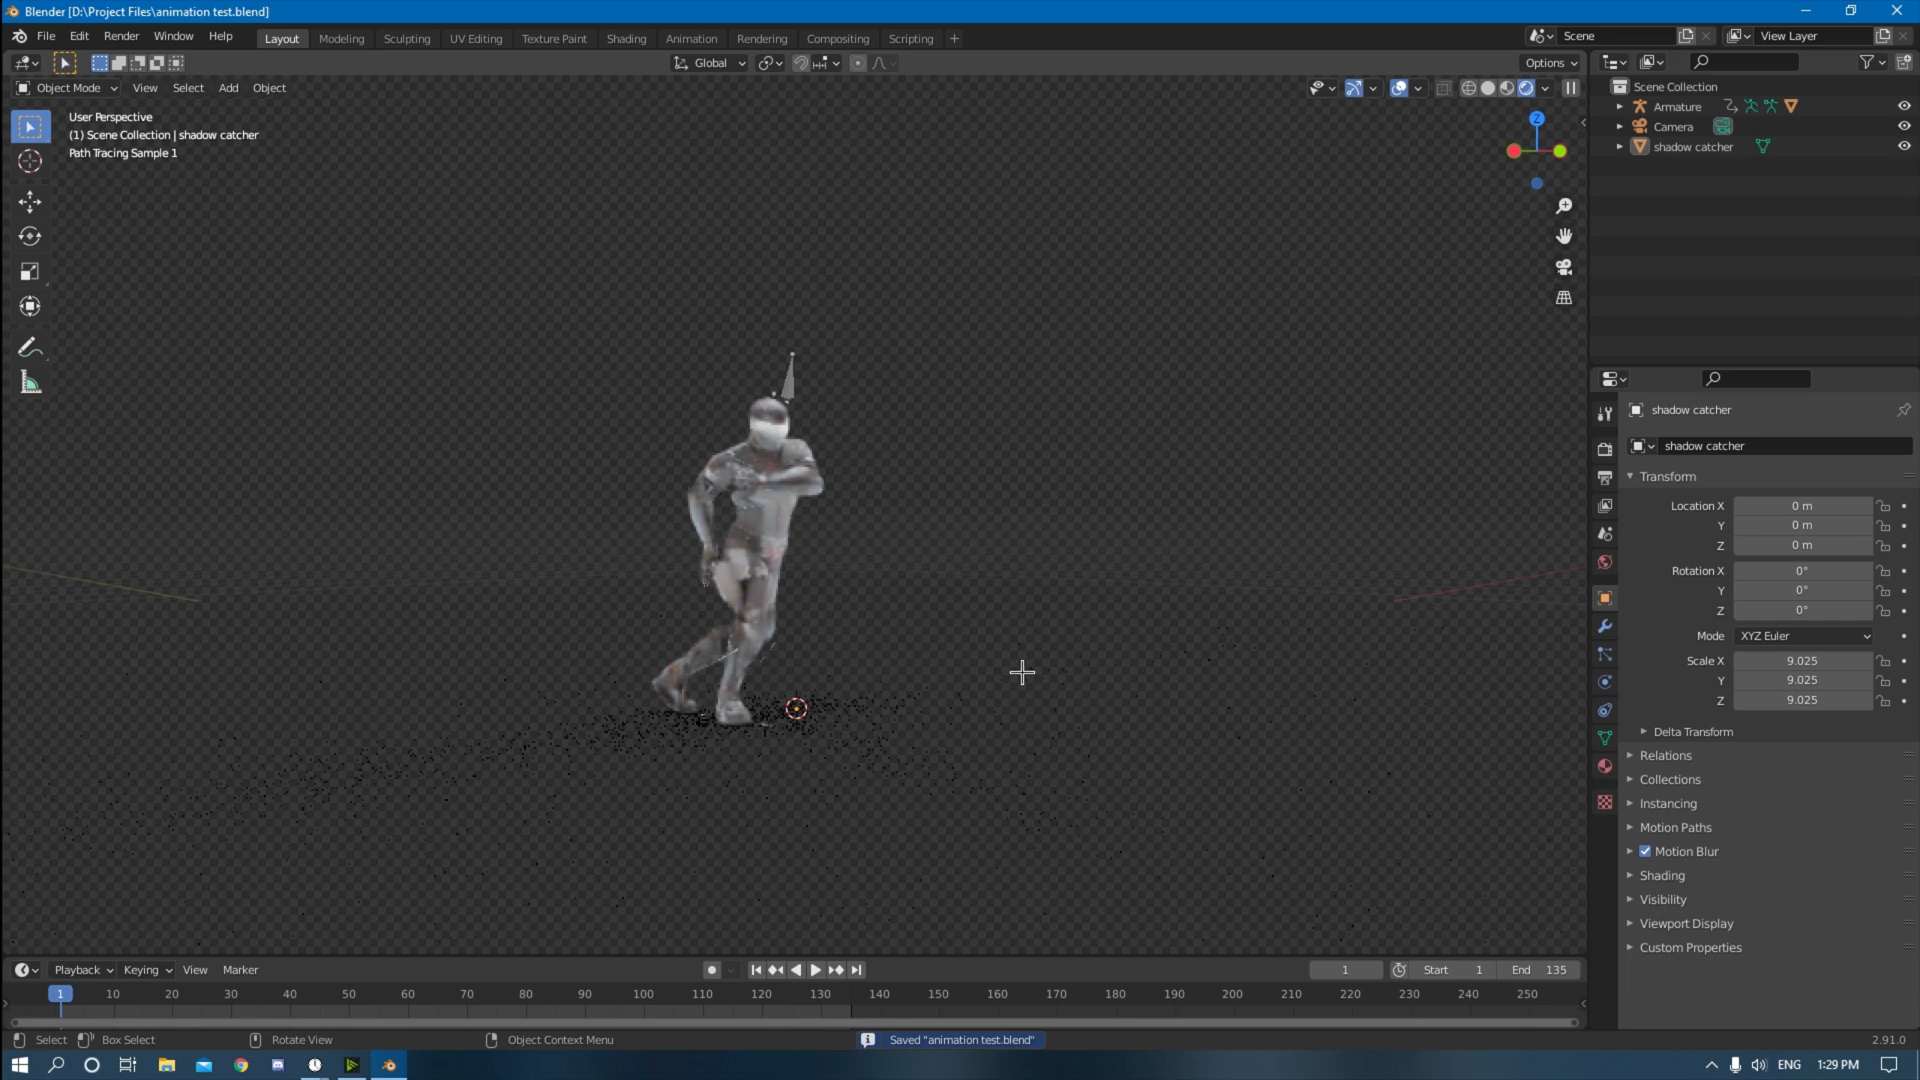 Blender [D:\Project Files\animation test.blend]
File Edit Render Window Help Layout Modeling Sculpting UV Editing Texture Paint Shading Animation Rendering Compositing Scripting Scene View Layer
Global Options
Object Mode View Select Add Object
User Perspective
(1) Scene Collection | shadow catcher
Path Tracing Sample 1
Z
Scene Collection
Armature
Camera
shadow catcher
shadow catcher
shadow catcher
Transform
Location X 0 m
Y 0 m
Z 0 m
Rotation X 0°
Y 0°
Z 0°
Mode XYZ Euler
Scale X 9.025
Y 9.025
Z 9.025
Delta Transform
Relations
Collections
Instancing
Motion Paths
Motion Blur
Shading
Visibility
Viewport Display
Custom Properties
Playback Keying View Marker 1 Start 1 End 135
1 10 20 30 40 50 60 70 80 90 100 110 120 130 140 150 160 170 180 190 200 210 220 230 240 250
Select Box Select Rotate View Object Context Menu Saved "animation test.blend" 2.91.0
ENG 1:29 PM